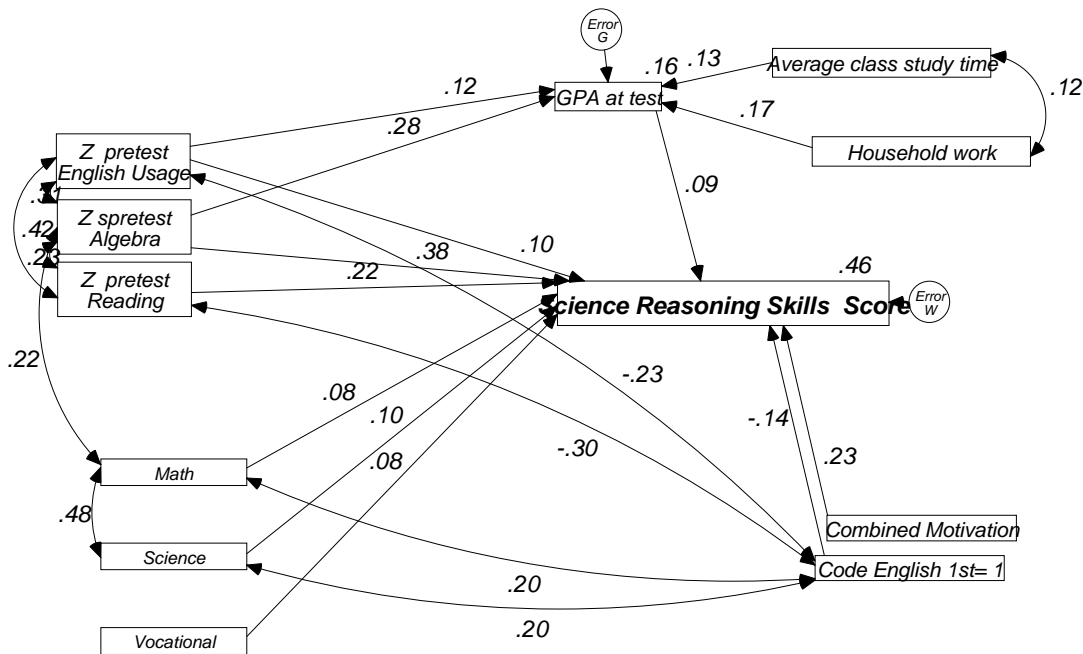 Error
G
.16
.13
Average class study time
.12
GPA at test
.12
.17
.28
Household work
Z pretest
English Usage
.31
.09
Z spretest
Algebra
.42
.38
.10
.23
.22
Z pretest
Reading
.46
Science Reasoning Skills Score
Error
W
.22
-.23
.08
-.14
.10
-.30
.23
.08
Math
.48
Combined Motivation
Science
Code English 1st= 1
.20
.20
Vocational